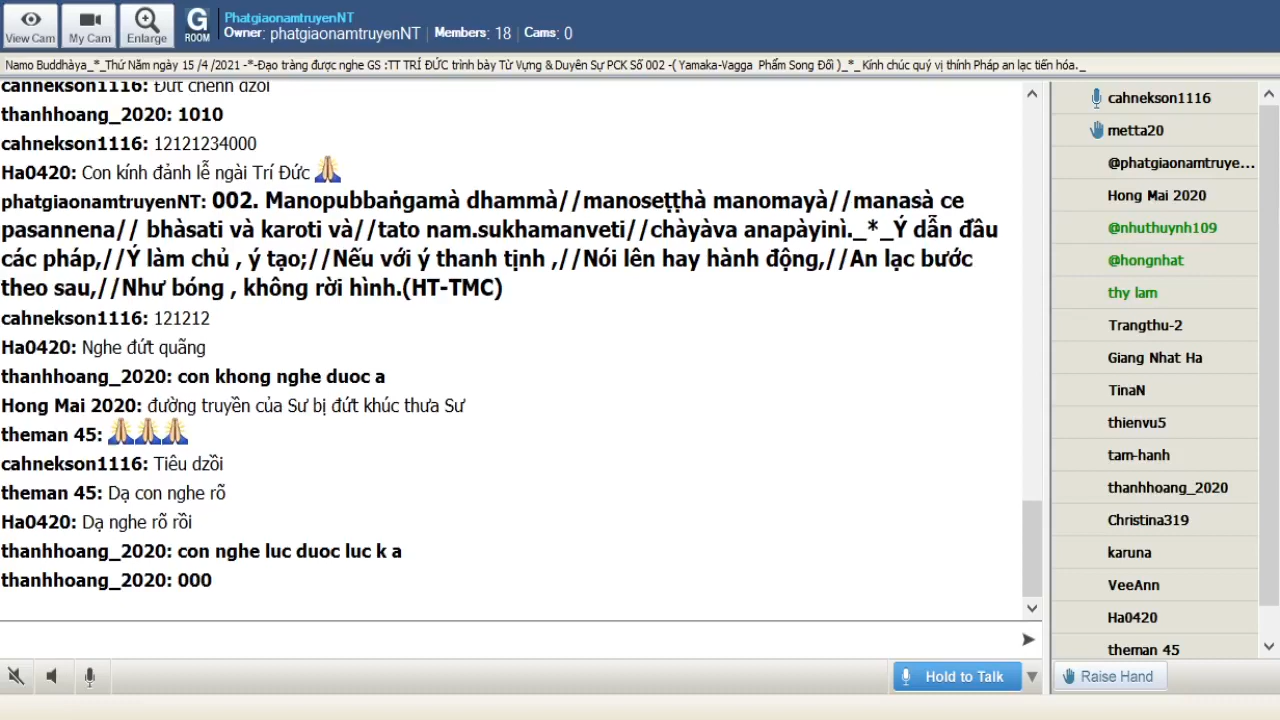 View Cam
My Cam
Enlarge
G
ROOM
PhatgiaonamtruyenNT
Owner: phatgiaonamtruyenNT | Members: 18 | Cams: 0
Namo Buddhàya_*_Thứ Năm ngày 15 /4 /2021 -*-Đạo tràng được nghe GS :TT TRÍ ĐỨC trình bày Từ Vựng & Duyên Sự PCK Số 002 -( Yamaka-Vagga Phẩm Song Đối )_*_ Kính chúc quý vị thính Pháp an lạc tiến hóa._
cahnekson1116: Đứt chênh dzồi
thanhhoang_2020: 1010
cahnekson1116: 12121234000
Ha0420: Con kính đảnh lễ ngài Trí Đức
phatgiaonamtruyenNT: 002. Manopubbaṅgamà dhammà//manoseṭṭhà manomayà//manasà ce
pasannena// bhàsati và karoti và//tato nam.sukhamanveti//chàyàva anapàyinì._*_Ý dẫn đầu
các pháp,//Ý làm chủ , ý tạo;//Nếu với ý thanh tịnh ,//Nói lên hay hành động,//An lạc bước
theo sau,//Như bóng , không rời hình.(HT-TMC)
cahnekson1116: 121212
Ha0420: Nghe đứt quãng
thanhhoang_2020: con khong nghe duoc a
Hong Mai 2020: đường truyền của Sư bị đứt khúc thưa Sư
theman 45:
cahnekson1116: Tiêu dzồi
theman 45: Dạ con nghe rõ
Ha0420: Dạ nghe rõ rồi
thanhhoang_2020: con nghe luc duoc luc k a
thanhhoang_2020: 000
Hold to Talk
cahnekson1116
metta20
@phatgiaonamtruye...
Hong Mai 2020
@nhuthuynh109
@hongnhat
thy lam
Trangthu-2
Giang Nhat Ha
TinaN
thienvu5
tam-hanh
thanhhoang_2020
Christina319
karuna
VeeAnn
Ha0420
theman 45
Raise Hand